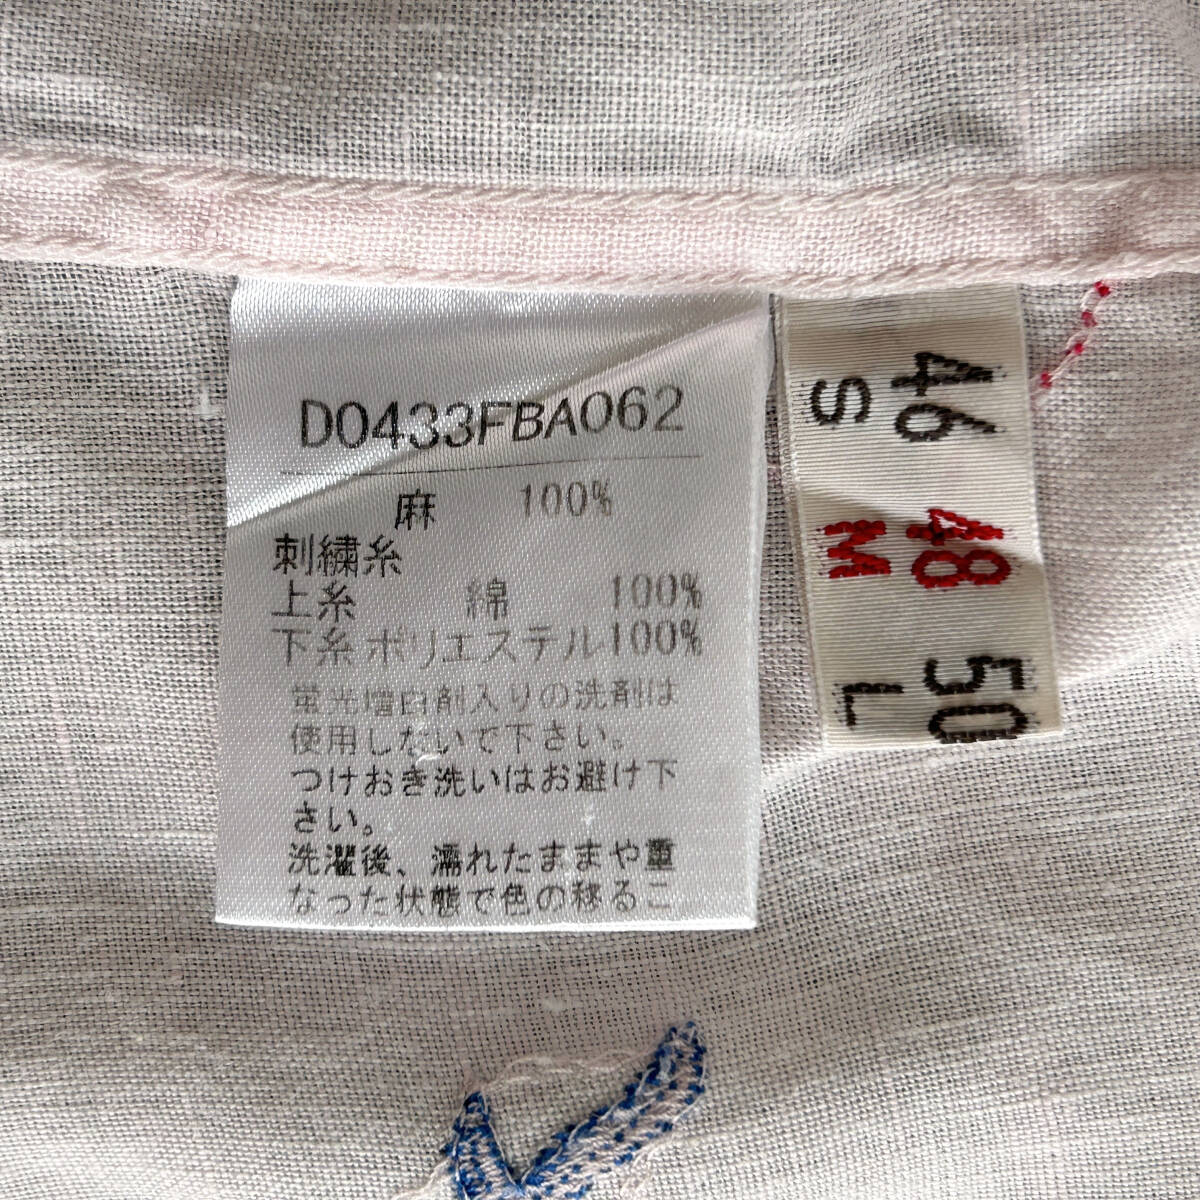 D0433FBA062
麻 100%
刺繍糸
上糸 綿 100%
下糸 ポリエステル100%
蛍光増白剤入りの洗剤は
使用しないで下さい。
つけおき洗いはお避け下
さい。
洗濯後、濡れたままや重
なった状態で色の移るこ
46 48 50
S M L